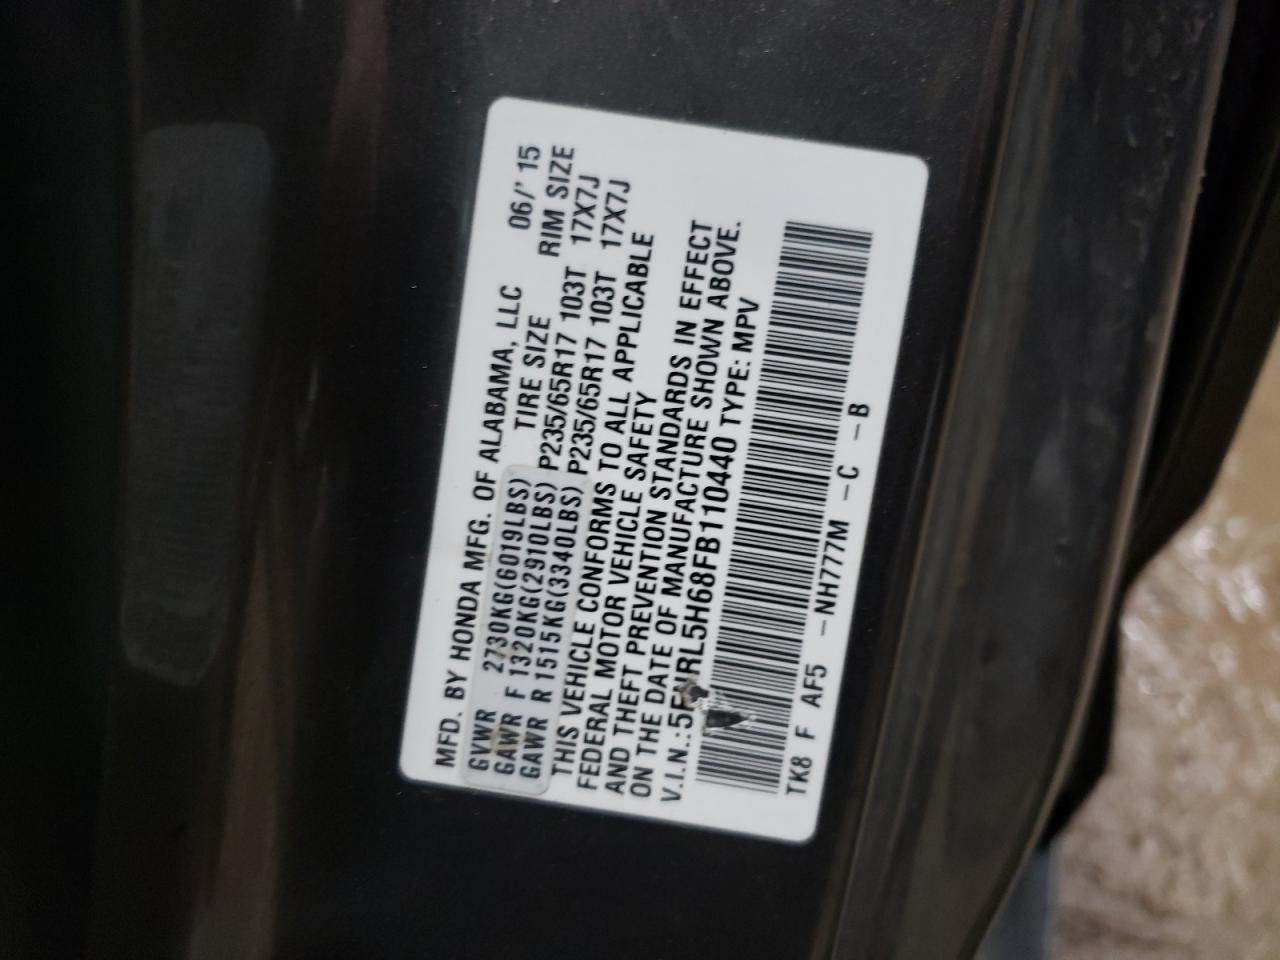 MFD. BY HONDA MFG. OF ALABAMA, LLC 06/'15
GVWR 2730KG(6019LBS) TIRE SIZE RIM SIZE
GAWR F 1320KG(2910LBS) P235/65R17 103T 17X7J
GAWR R 1515KG(3340LBS) P235/65R17 103T 17X7J
THIS VEHICLE CONFORMS TO ALL APPLICABLE
FEDERAL MOTOR VEHICLE SAFETY
AND THEFT PREVENTION STANDARDS IN EFFECT
ON THE DATE OF MANUFACTURE SHOWN ABOVE.
V.I.N.:5FNRL5H68FB110440 TYPE: MPV
TK8 F AF5 -NH777M -C -B